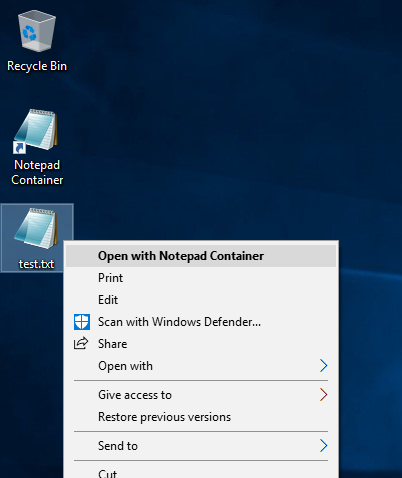 Recycle Bin
Notepad
Container
test.txt
Open with Notepad Container
Print
Edit
Scan with Windows Defender...
Share
Open with
Give access to
Restore previous versions
Send to
Cut